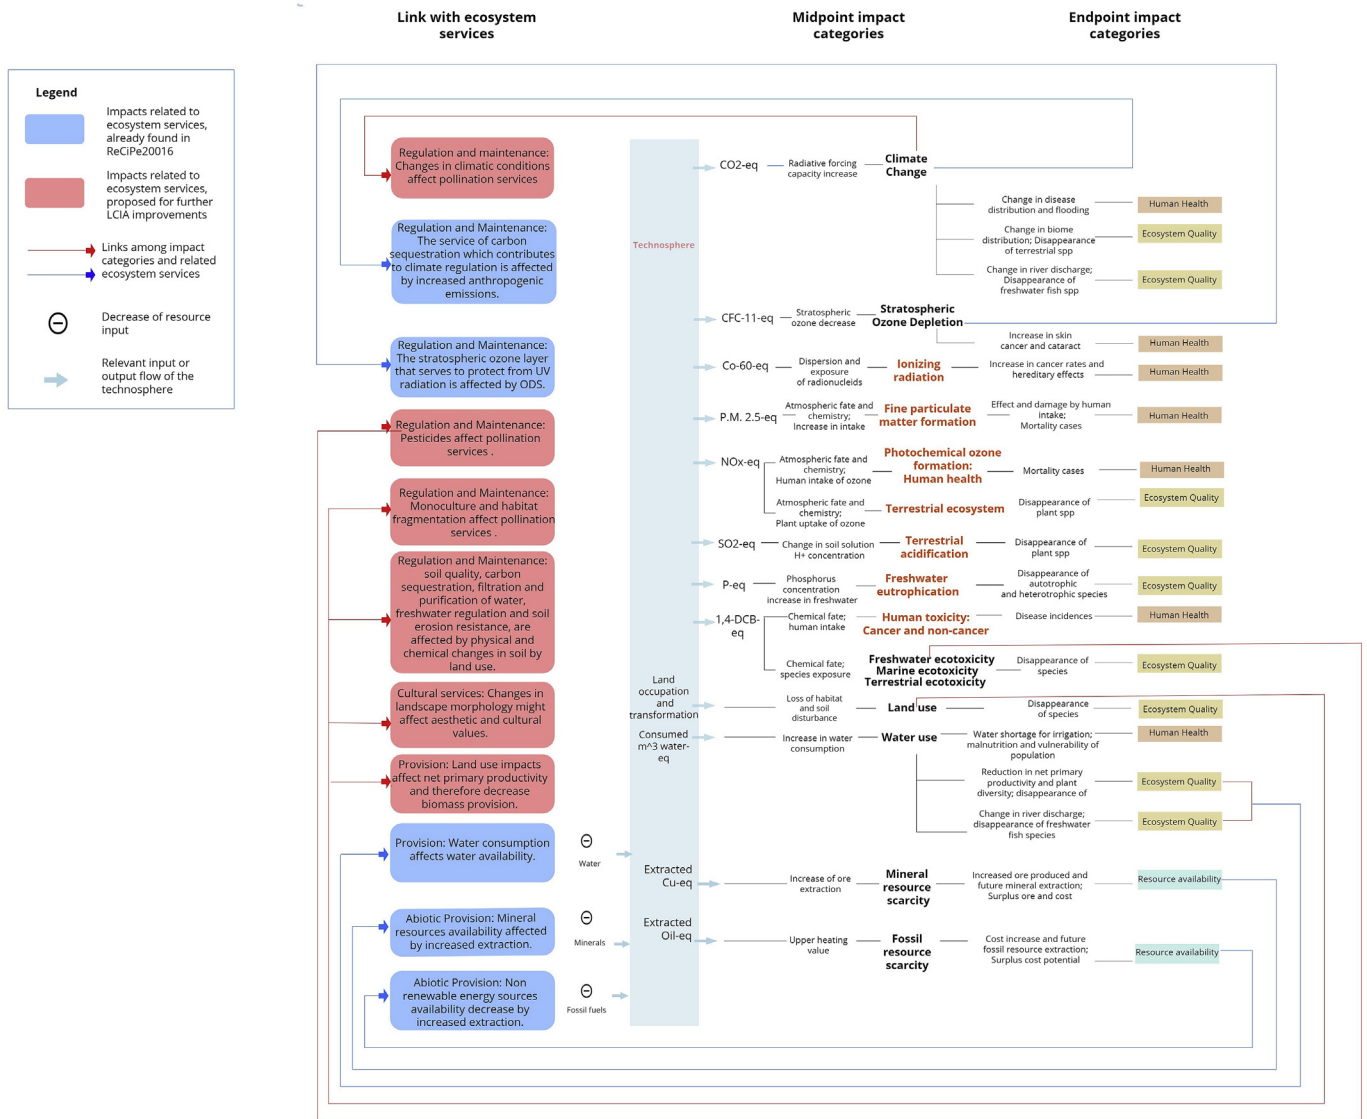 Link with ecosystem
services
Midpoint impact
categories
Endpoint impact
categories
Legend
Impacts related to
ecosystem services,
already found in
ReCiPe20016
Impacts related to
ecosystem services,
proposed for further
LCIA improvements
Links among impact
categories and related
ecosystem services
Decrease of resource
input
Relevant input or
output flow of the
technosphere
Regulation and maintenance:
Changes in climatic conditions
affect pollination services
Regulation and Maintenance:
The service of carbon
sequestration which contributes
to climate regulation is affected
by increased anthropogenic
emissions.
Regulation and Maintenance:
The stratospheric ozone layer
that serves to protect from UV
radiation is affected by ODS.
Regulation and Maintenance:
Pesticides affect pollination
services .
Regulation and Maintenance:
Monoculture and habitat
fragmentation affect pollination
services .
Regulation and Maintenance:
soil quality, carbon
sequestration, filtration and
purification of water,
freshwater regulation and soil
erosion resistance, are
affected by physical and
chemical changes in soil by
land use.
Cultural services: Changes in
landscape morphology might
affect aesthetic and cultural
values.
Provision: Land use impacts
affect net primary productivity
and therefore decrease
biomass provision.
Provision: Water consumption
affects water availability.
Abiotic Provision: Mineral
resources availability affected
by increased extraction.
Abiotic Provision: Non
renewable energy sources
availability decrease by
increased extraction.
Water
Minerals
Fossil fuels
Technosphere
Land
occupation
and
transformation
Consumed
m^3 water-
eq
Extracted
Cu-eq
Extracted
Oil-eq
CO2-eq
Radiative forcing
capacity increase
Climate
Change
Change in disease
distribution and flooding
Human Health
Change in biome
distribution; Disappearance
of terrestrial spp
Ecosystem Quality
Change in river discharge;
Disappearance of
freshwater fish spp
Ecosystem Quality
CFC-11-eq
Stratospheric
ozone decrease
Stratospheric
Ozone Depletion
Increase in skin
cancer and cataract
Human Health
Co-60-eq
Dispersion and
exposure
of radionucleids
Ionizing
radiation
Increase in cancer rates and
hereditary effects
Human Health
P.M. 2.5-eq
Atmospheric fate and
chemistry;
Increase in intake
Fine particulate
matter formation
Effect and damage by human
intake;
Mortality cases
Human Health
NOx-eq
Atmospheric fate and
chemistry;
Human intake of ozone
Photochemical ozone
formation:
Human health
Mortality cases
Human Health
Atmospheric fate and
chemistry;
Plant uptake of ozone
Terrestrial ecosystem
Disappearance of
plant spp
Ecosystem Quality
SO2-eq
Change in soil solution
H+ concentration
Terrestrial
acidification
Disappearance of
plant spp
Ecosystem Quality
P-eq
Phosphorus
concentration
increase in freshwater
Freshwater
eutrophication
Disappearance of
autotrophic
and heterotrophic species
Ecosystem Quality
1,4-DCB-
eq
Chemical fate;
human intake
Human toxicity:
Cancer and non-cancer
Disease incidences
Human Health
Chemical fate;
species exposure
Freshwater ecotoxicity
Marine ecotoxicity
Terrestrial ecotoxicity
Disappearance of
species
Ecosystem Quality
Loss of habitat
and soil
disturbance
Land use
Disappearance
of species
Ecosystem Quality
Increase in water
consumption
Water use
Water shortage for irrigation;
malnutrition and vulnerability of
population
Human Health
Reduction in net primary
productivity and plant
diversity; disappearance of
Ecosystem Quality
Change in river discharge;
disappearance of freshwater
fish species
Ecosystem Quality
Increase of ore
extraction
Mineral
resource
scarcity
Increased ore produced and
future mineral extraction;
Surplus ore and cost
Resource availability
Upper heating
value
Fossil
resource
scarcity
Cost increase and future
fossil resource extraction;
Surplus cost potential
Resource availability